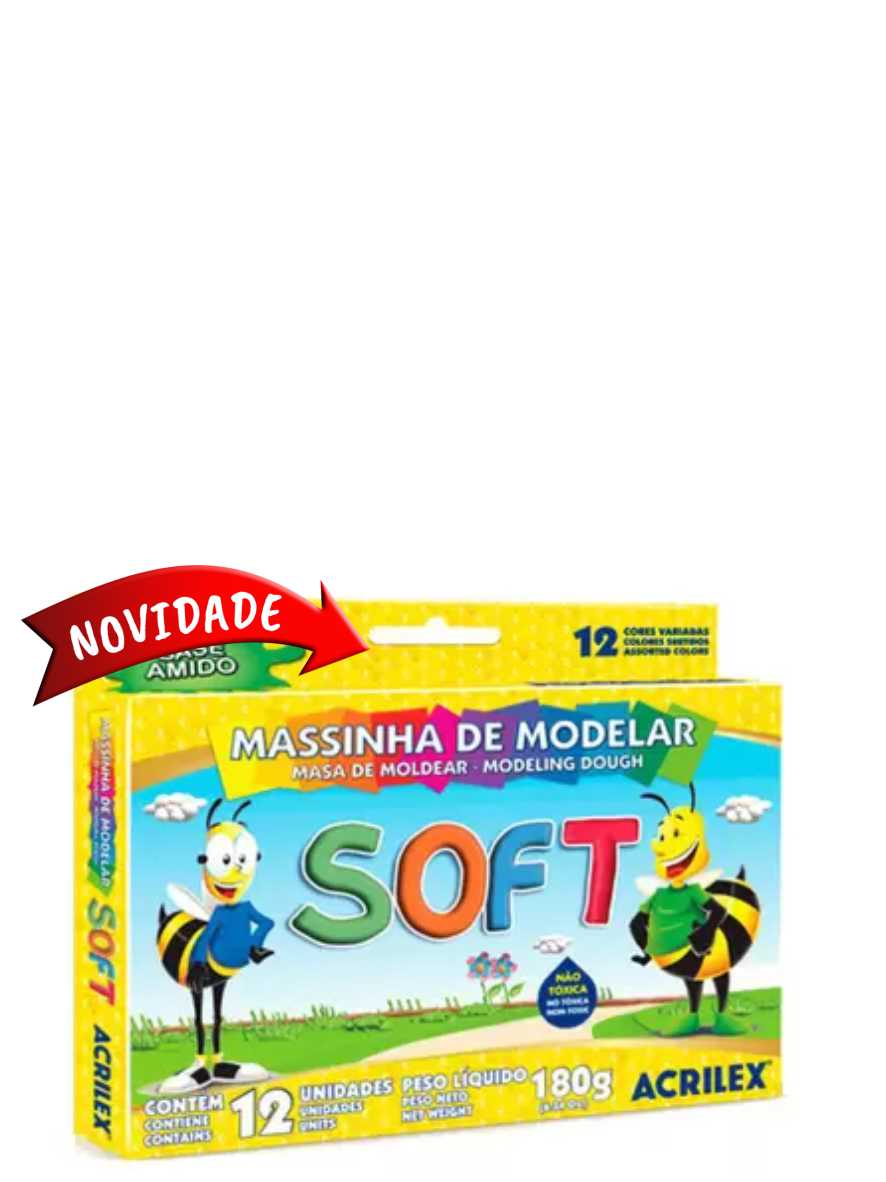 NOVIDADE
BASE
AMIDO
12 CORES VARIADAS
COLORES SURTIDOS
ASSORTED COLORS
MASSINHA DE MODELAR
MASA DE MOLDEAR · MODELING DOUGH
SOFT
NÃO
TÓXICA
NO TÓXICA
NON-TOXIC
CONTÉM
CONTIENE
CONTAINS
12
UNIDADES
UNIDADES
UNITS
PESO LÍQUIDO
PESO NETO
NET WEIGHT
180g
ACRILEX
MASSINHA DE MODELAR
SOFT
ACRILEX